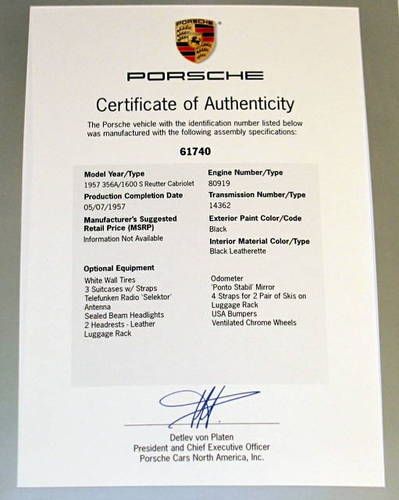 PORSCHE
PORSCHE
Certificate of Authenticity
The Porsche vehicle with the identification number listed below
was manufactured with the following assembly specifications:
61740
Model Year/Type
1957 356A/1600 S Reutter Cabriolet
Production Completion Date
05/07/1957
Manufacturer's Suggested
Retail Price (MSRP)
Information Not Available
Engine Number/Type
80919
Transmission Number/Type
14362
Exterior Paint Color/Code
Black
Interior Material Color/Type
Black Leatherette
Optional Equipment
White Wall Tires
3 Suitcases w/ Straps
Telefunken Radio 'Selektor'
Antenna
Sealed Beam Headlights
2 Headrests - Leather
Luggage Rack
Odometer
'Ponto Stabil' Mirror
4 Straps for 2 Pair of Skis on
Luggage Rack
USA Bumpers
Ventilated Chrome Wheels
Detlev von Platen
President and Chief Executive Officer
Porsche Cars North America, Inc.